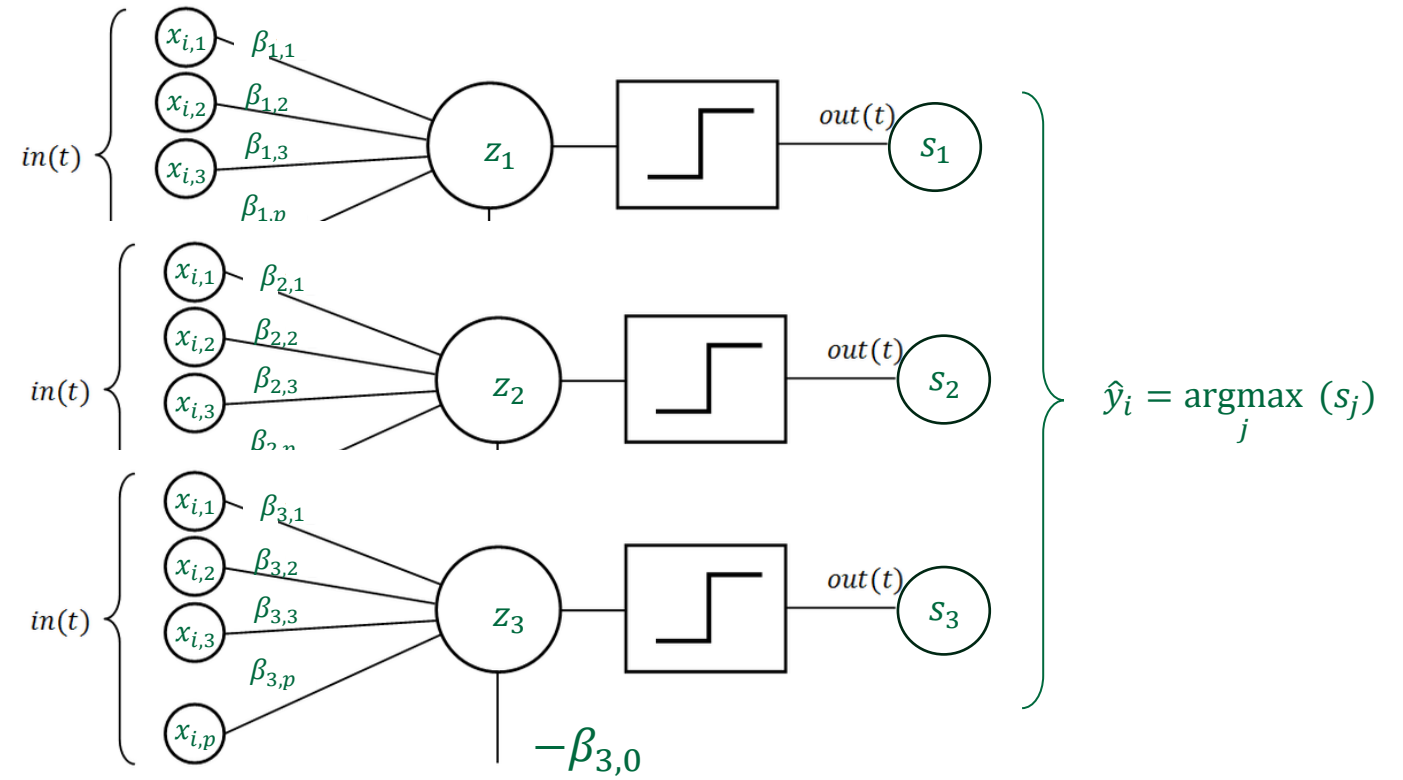 x_{i,1} β_{1,1}
x_{i,2} β_{1,2} out(t)
in(t) x_{i,3} β_{1,3} z_1 s_1
β_{1,p}
x_{i,1} β_{2,1}
x_{i,2} β_{2,2} out(t)
in(t) x_{i,3} β_{2,3} z_2 s_2 ŷ_i = argmax_j (s_j)
x_{i,1} β_{3,1}
x_{i,2} β_{3,2} out(t)
in(t) x_{i,3} β_{3,3} z_3 s_3
β_{3,p}
x_{i,p}
−β_{3,0}